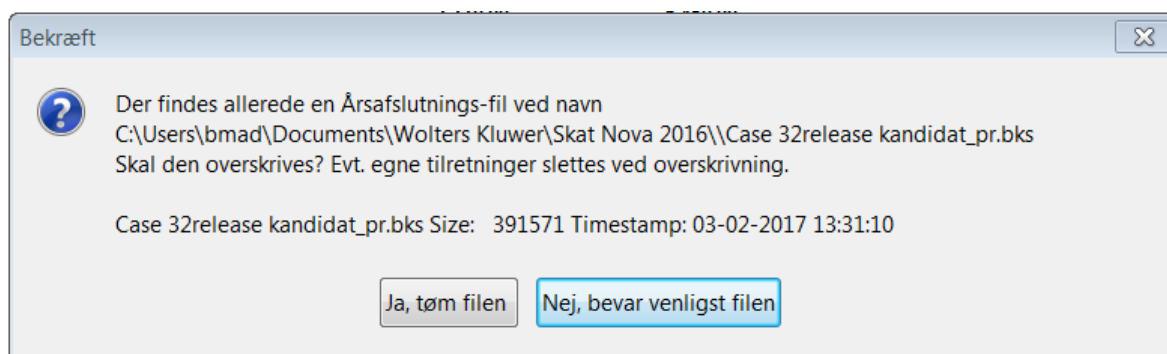 Bekræft
Der findes allerede en Årsafslutnings-fil ved navn
C:\Users\bmad\Documents\Wolters Kluwer\Skat Nova 2016\\Case 32release kandidat_pr.bks
Skal den overskrives? Evt. egne tilretninger slettes ved overskrivning.
Case 32release kandidat_pr.bks Size: 391571 Timestamp: 03-02-2017 13:31:10
Ja, tøm filen
Nej, bevar venligst filen